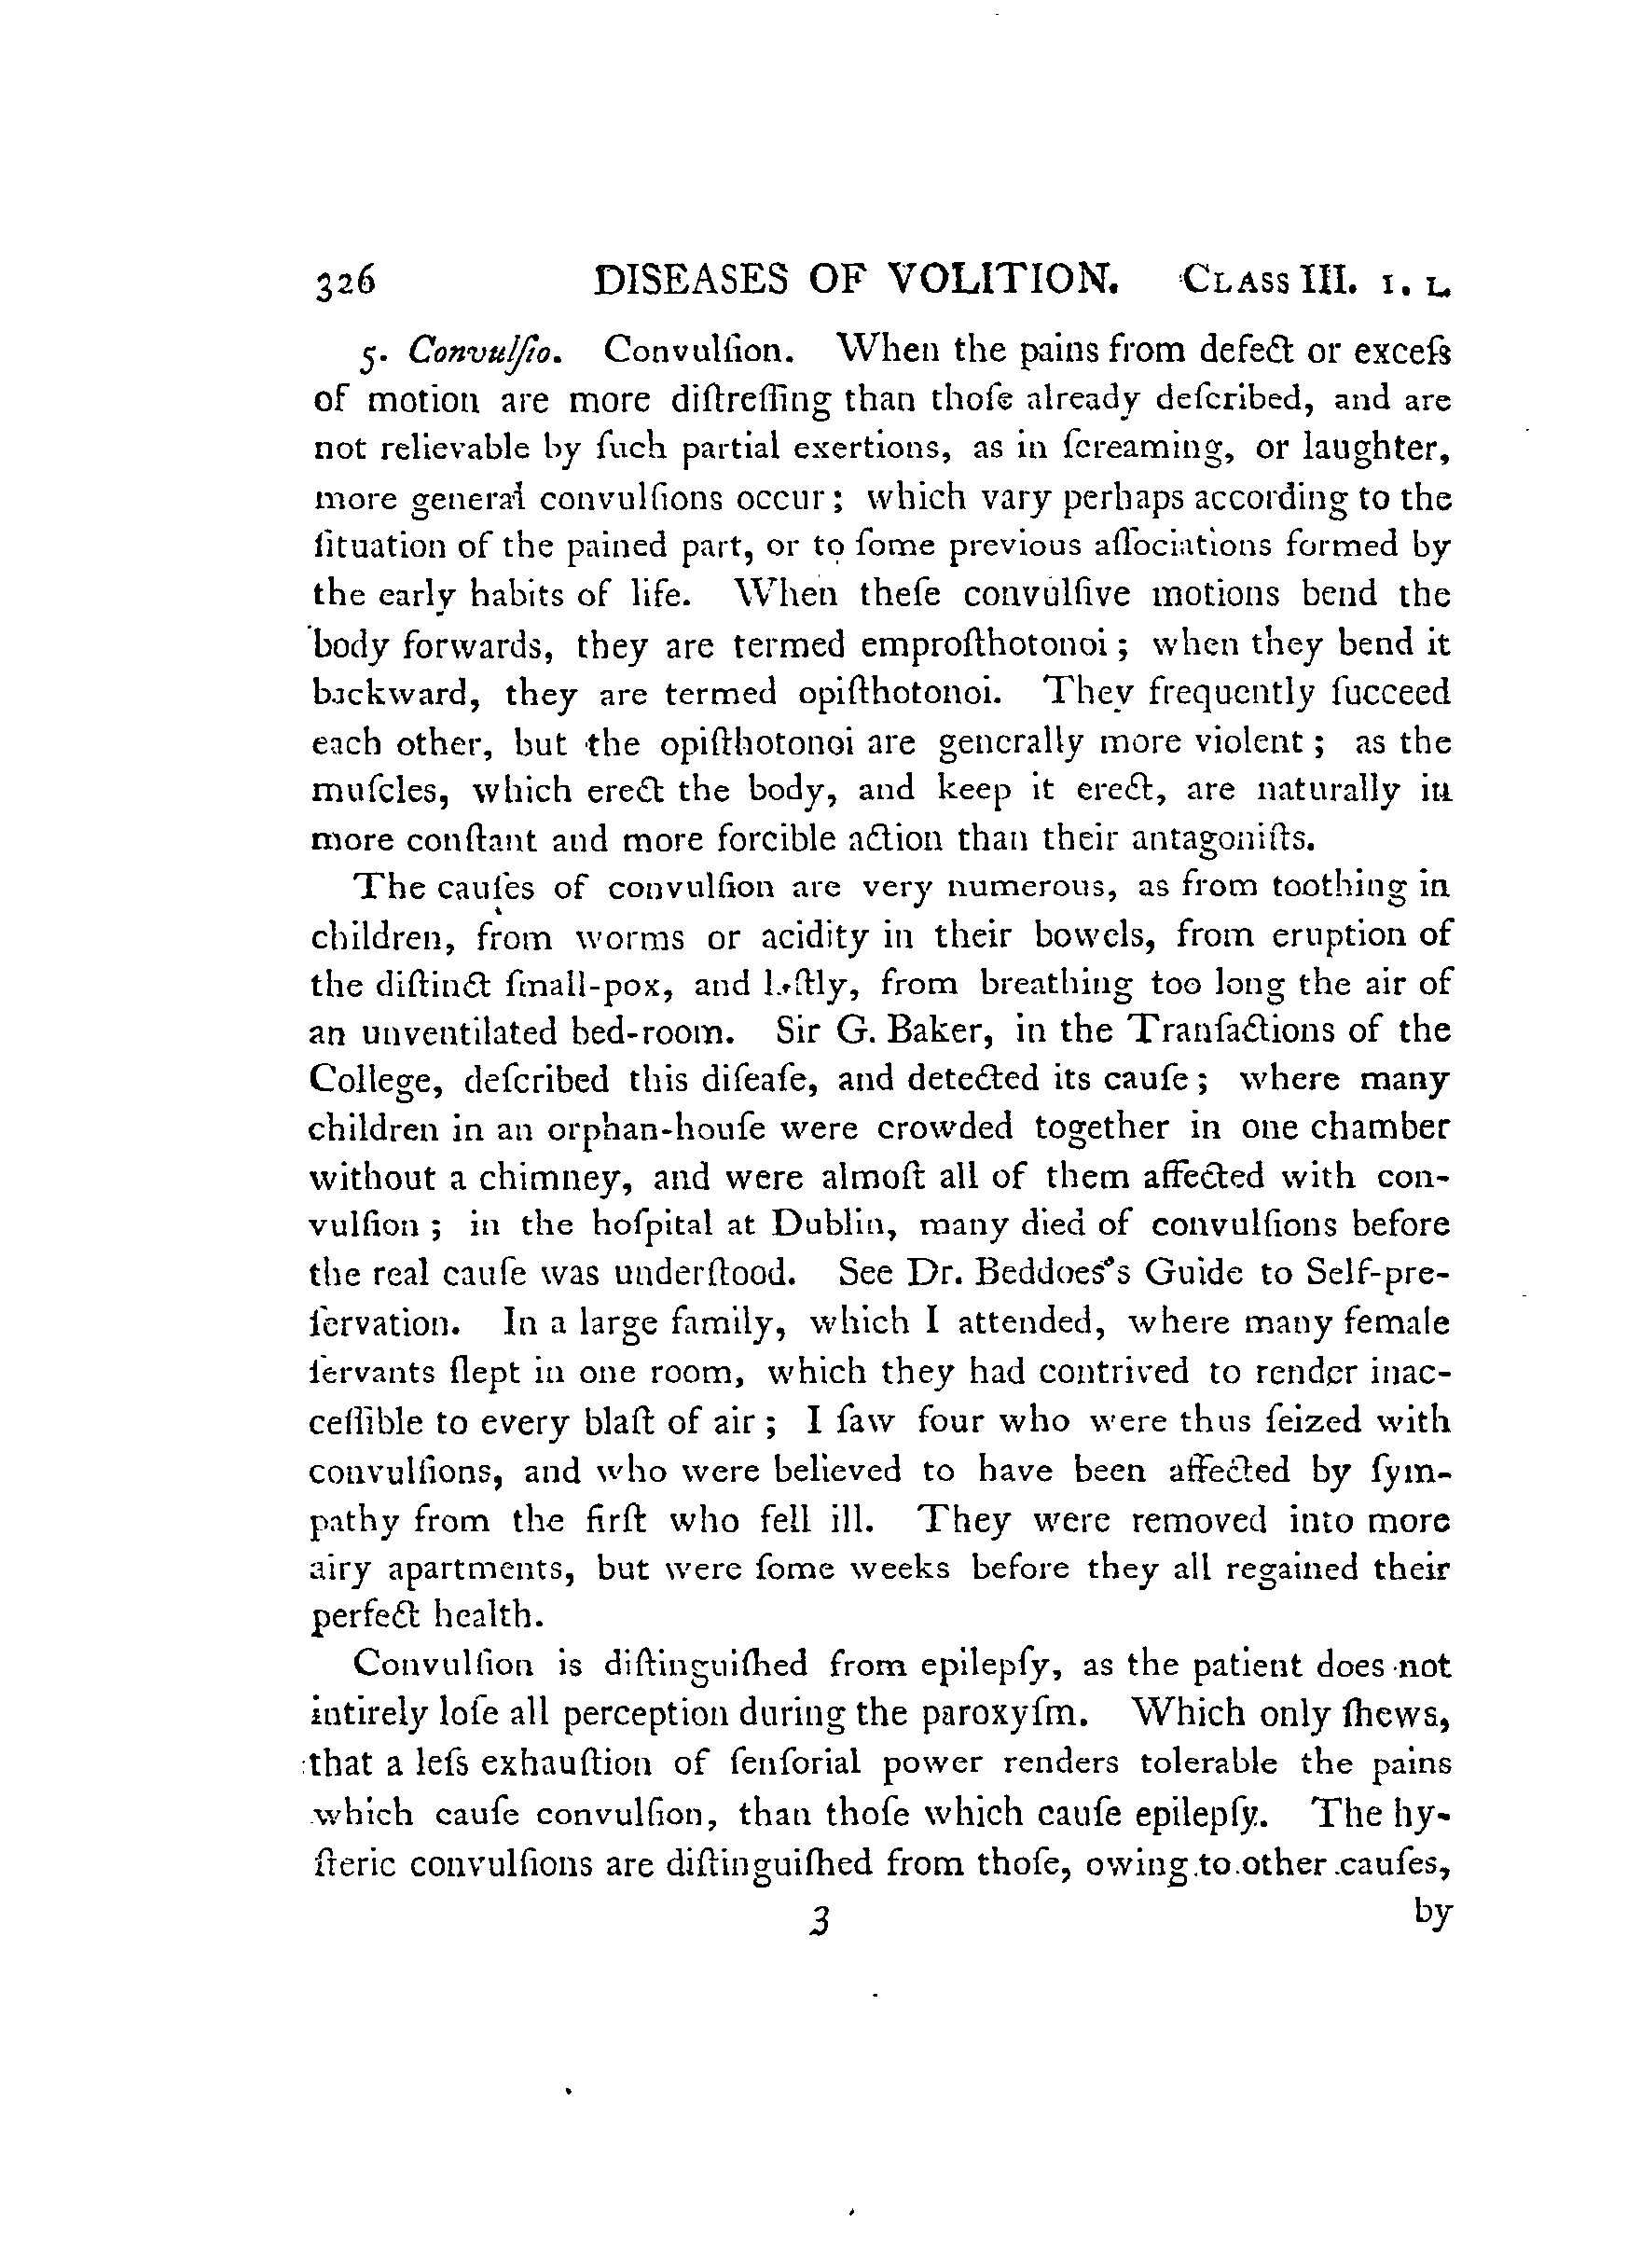 326 DISEASES OF VOLITION. CLASS III. 1. 1.
5. Convulſio. Convulſion. When the pains from defect or exceſs
of motion are more diſtreſſing than thoſe already deſcribed, and are
not relievable by ſuch partial exertions, as in ſcreaming, or laughter,
more general convulſions occur; which vary perhaps according to the
ſituation of the pained part, or to ſome previous aſſociations formed by
the early habits of life. When theſe convulſive motions bend the
body forwards, they are termed emproſthotonoi; when they bend it
backward, they are termed opiſthotonoi. They frequently ſucceed
each other, but the opiſthotonoi are generally more violent; as the
muſcles, which erect the body, and keep it erect, are naturally in
more conſtant and more forcible action than their antagoniſts.
The cauſes of convulſion are very numerous, as from toothing in
children, from worms or acidity in their bowels, from eruption of
the diſtinct ſmall-pox, and laſtly, from breathing too long the air of
an unventilated bed-room. Sir G. Baker, in the Tranſactions of the
College, deſcribed this diſeaſe, and detected its cauſe; where many
children in an orphan-houſe were crowded together in one chamber
without a chimney, and were almoſt all of them affected with con-
vulſion; in the hoſpital at Dublin, many died of convulſions before
the real cauſe was underſtood. See Dr. Beddoes's Guide to Self-pre-
ſervation. In a large family, which I attended, where many female
ſervants ſlept in one room, which they had contrived to render inac-
ceſſible to every blaſt of air; I ſaw four who were thus ſeized with
convulſions, and who were believed to have been affected by ſym-
pathy from the firſt who fell ill. They were removed into more
airy apartments, but were ſome weeks before they all regained their
perfect health.
Convulſion is diſtinguiſhed from epilepſy, as the patient does not
intirely loſe all perception during the paroxyſm. Which only ſhews,
that a leſs exhauſtion of ſenſorial power renders tolerable the pains
which cauſe convulſion, than thoſe which cauſe epilepſy. The hy-
ſteric convulſions are diſtinguiſhed from thoſe, owing to other cauſes,
3 by